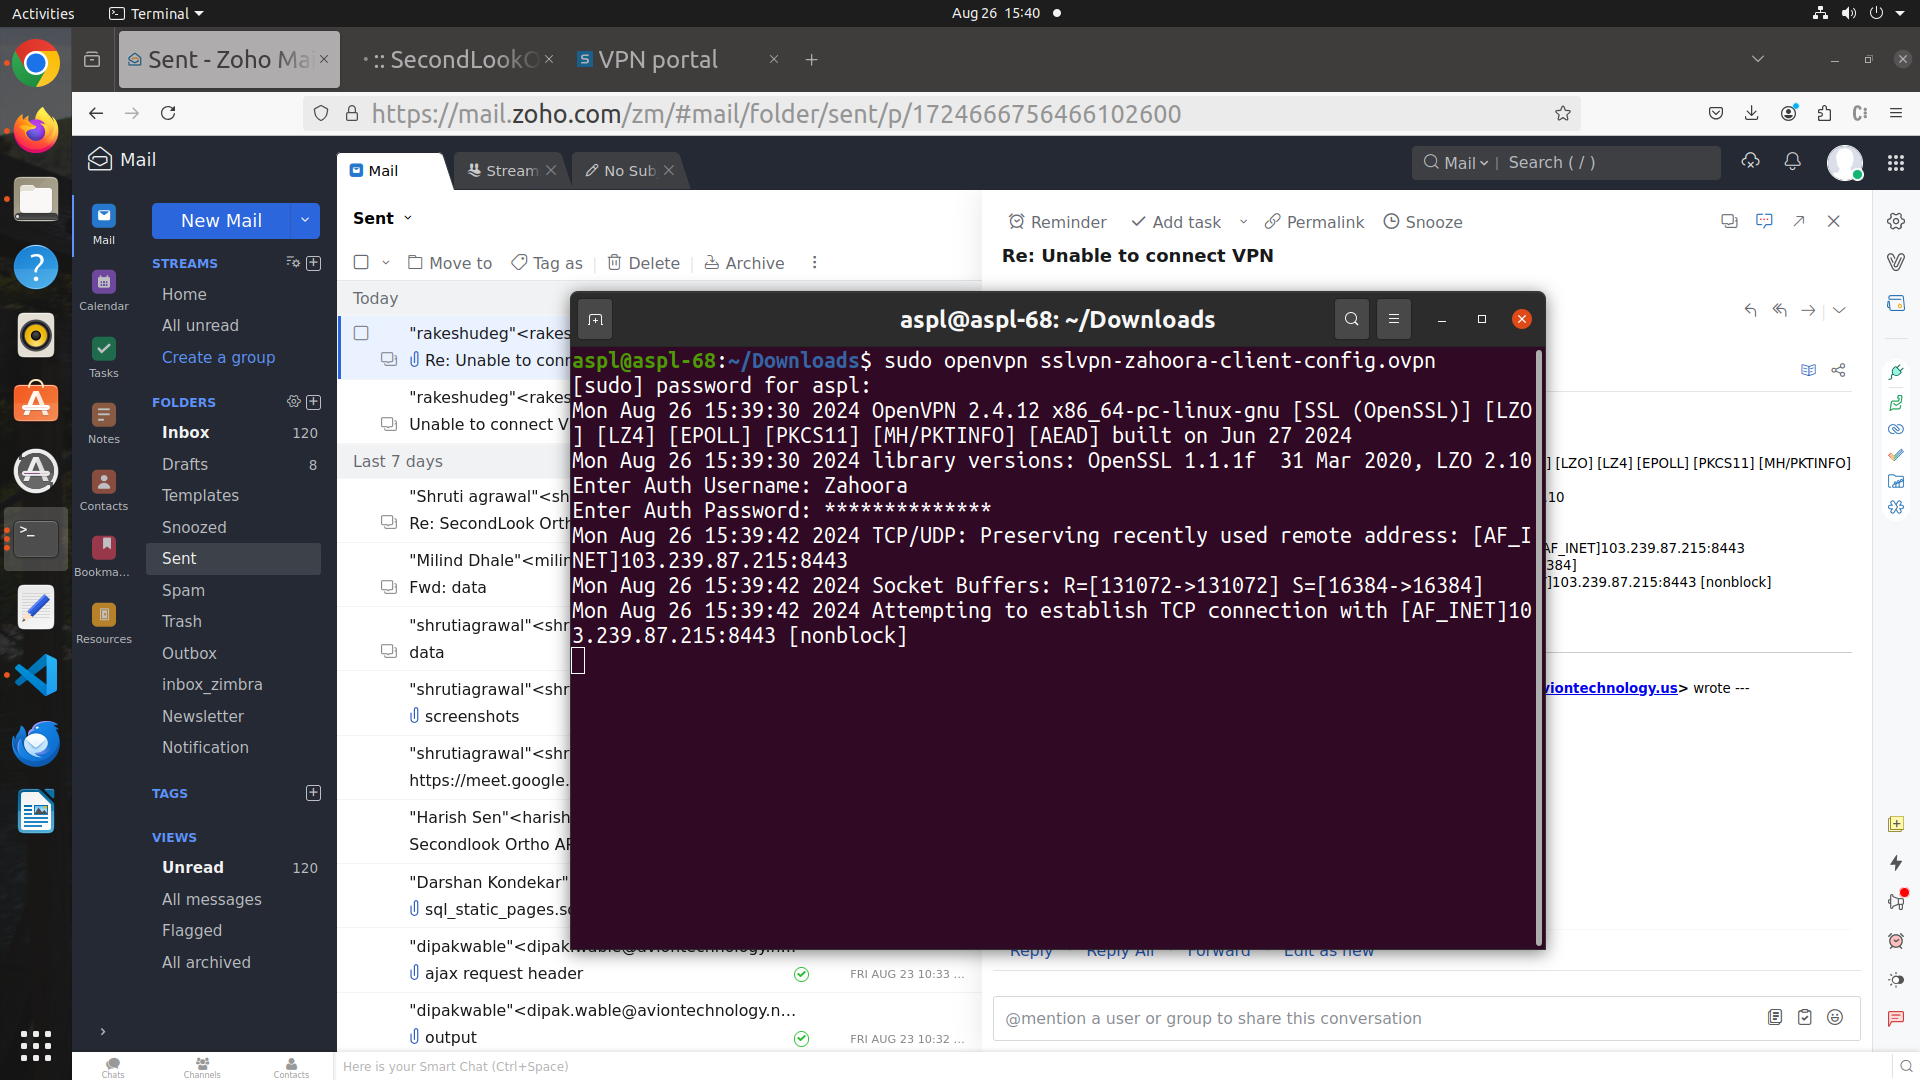 Activities
Terminal
Aug 26 15:40
Sent - Zoho Ma
:: SecondLookO
VPN portal
https://mail.zoho.com/zm/#mail/folder/sent/p/1724666756466102600
Mail
Mail
Stream
No Sub
Mail
Search ( / )
Mail
Calendar
Tasks
Notes
Contacts
Bookma...
Resources
New Mail
STREAMS
Home
All unread
Create a group
FOLDERS
Inbox 120
Drafts 8
Templates
Snoozed
Sent
Spam
Trash
Outbox
inbox_zimbra
Newsletter
Notification
TAGS
VIEWS
Unread 120
All messages
Flagged
All archived
Sent
Move to
Tag as
Delete
Archive
Today
"rakeshudeg"<rakes
Re: Unable to conn
"rakeshudeg"<rakes
Unable to connect V
Last 7 days
"Shruti agrawal"<sh
Re: SecondLook Orth
"Milind Dhale"<milin
Fwd: data
"shrutiagrawal"<shr
data
"shrutiagrawal"<shr
screenshots
"shrutiagrawal"<shr
https://meet.google.
"Harish Sen"<harish
Secondlook Ortho AP
"Darshan Kondekar"
sql_static_pages.sq
"dipakwable"<dipak.wable@aviontechnology.n...
ajax request header
FRI AUG 23 10:33 ...
"dipakwable"<dipak.wable@aviontechnology.n...
output
FRI AUG 23 10:32 ...
Reminder
Add task
Permalink
Snooze
Re: Unable to connect VPN
] [LZO] [LZ4] [EPOLL] [PKCS11] [MH/PKTINFO]
.10
AF_INET]103.239.87.215:8443
384]
]103.239.87.215:8443 [nonblock]
viontechnology.us> wrote ---
Reply
Reply All
Forward
Edit as new
@mention a user or group to share this conversation
aspl@aspl-68: ~/Downloads
aspl@aspl-68:~/Downloads$ sudo openvpn sslvpn-zahoora-client-config.ovpn
[sudo] password for aspl:
Mon Aug 26 15:39:30 2024 OpenVPN 2.4.12 x86_64-pc-linux-gnu [SSL (OpenSSL)] [LZO
] [LZ4] [EPOLL] [PKCS11] [MH/PKTINFO] [AEAD] built on Jun 27 2024
Mon Aug 26 15:39:30 2024 library versions: OpenSSL 1.1.1f  31 Mar 2020, LZO 2.10
Enter Auth Username: Zahoora
Enter Auth Password: **************
Mon Aug 26 15:39:42 2024 TCP/UDP: Preserving recently used remote address: [AF_I
NET]103.239.87.215:8443
Mon Aug 26 15:39:42 2024 Socket Buffers: R=[131072->131072] S=[16384->16384]
Mon Aug 26 15:39:42 2024 Attempting to establish TCP connection with [AF_INET]10
3.239.87.215:8443 [nonblock]
Chats
Channels
Contacts
Here is your Smart Chat (Ctrl+Space)